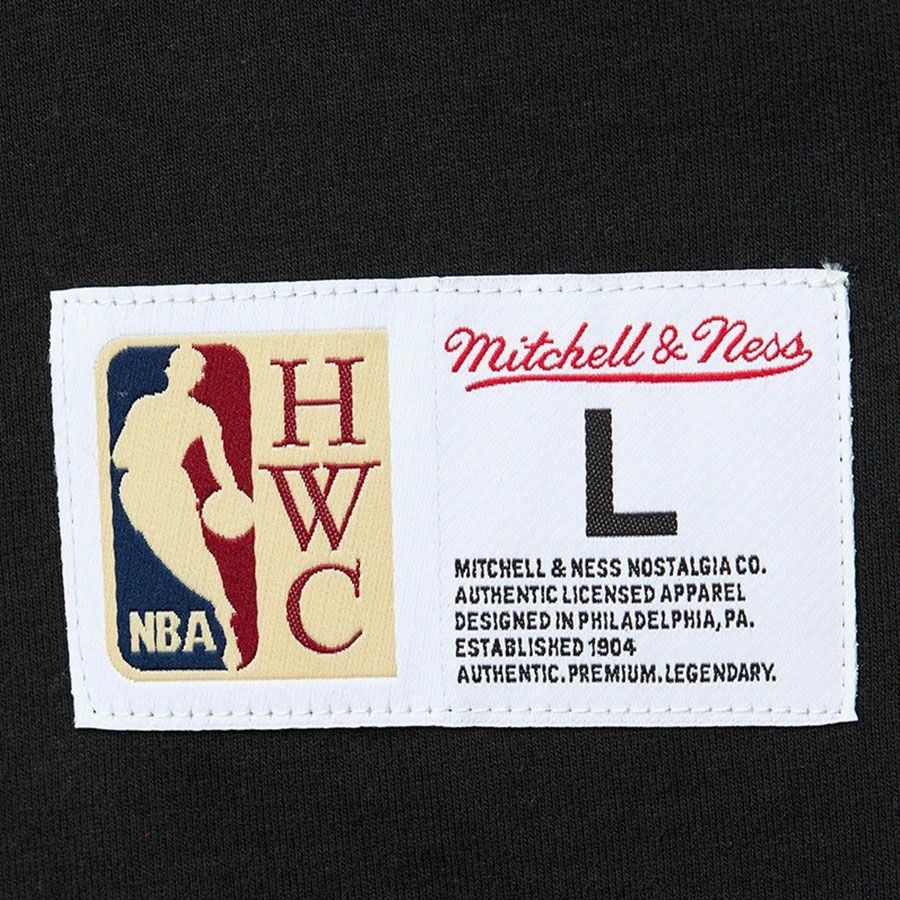 NBA
H
W
C
Mitchell & Ness
L
MITCHELL & NESS NOSTALGIA CO.
AUTHENTIC LICENSED APPAREL
DESIGNED IN PHILADELPHIA, PA.
ESTABLISHED 1904
AUTHENTIC. PREMIUM. LEGENDARY.